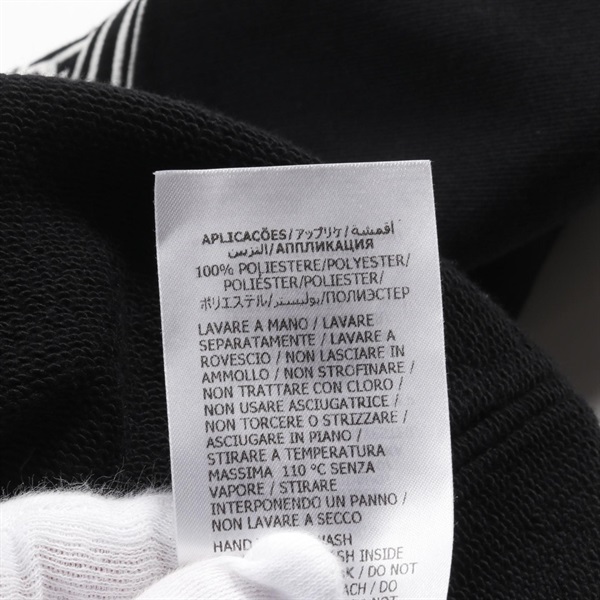 APLICACÕES/アップリケ/أقمشة/
التزيين/АППЛИКАЦИЯ
100% POLIESTERE/POLYESTER/
POLIÉSTER/POLIESTER/
ポリエステル/بوليستر/ПОЛИЭСТЕР
LAVARE A MANO / LAVARE
SEPARATAMENTE / LAVARE A
ROVESCIO / NON LASCIARE IN
AMMOLLO / NON STROFINARE /
NON TRATTARE CON CLORO /
NON USARE ASCIUGATRICE /
NON TORCERE O STRIZZARE /
ASCIUGARE IN PIANO /
STIRARE A TEMPERATURA
MASSIMA 110 °C SENZA
VAPORE / STIRARE
INTERPONENDO UN PANNO /
NON LAVARE A SECCO
HAND WASH
SH INSIDE
/ DO NOT
ACH / DO